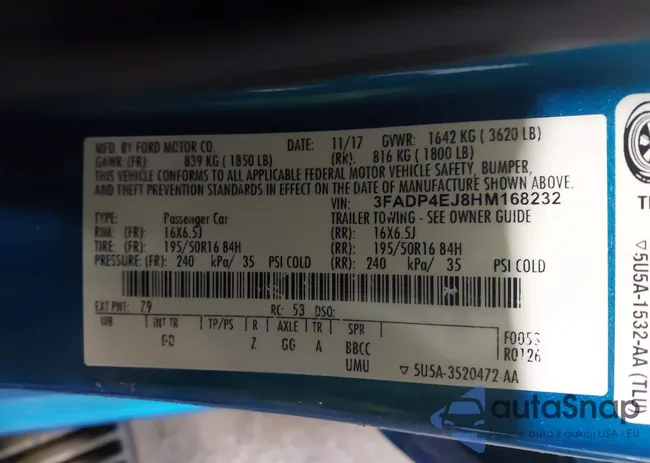 MFD. BY FORD MOTOR CO. DATE: 11/17 GVWR: 1642 KG ( 3620 LB)
GAWR (FR): 839 KG ( 1850 LB) (RR): 816 KG ( 1800 LB)
THIS VEHICLE CONFORMS TO ALL APPLICABLE FEDERAL MOTOR VEHICLE SAFETY, BUMPER,
AND THEFT PREVENTION STANDARDS IN EFFECT ON THE DATE OF MANUFACTURE SHOWN ABOVE.
VIN: 3FADP4EJ8HM168232
TYPE: Passenger Car TRAILER TOWING - SEE OWNER GUIDE
RIM: (FR): 16X6.5J (RR): 16X6.5J
TIRE: (FR): 195/50R16 84H (RR): 195/50R16 84H
PRESSURE: (FR): 240 kPa/ 35 PSI COLD (RR): 240 kPa/ 35 PSI COLD
EXT PNT: Z9 RC: 53 DSO:
WB INT TR TP/PS R AXLE TR SPR F0053
Z GG A BBCC R0126
UMU ▽5U5A-3520472-AA
▽5U5A-1532-AA (TLU)
autaSnap
USA i EU